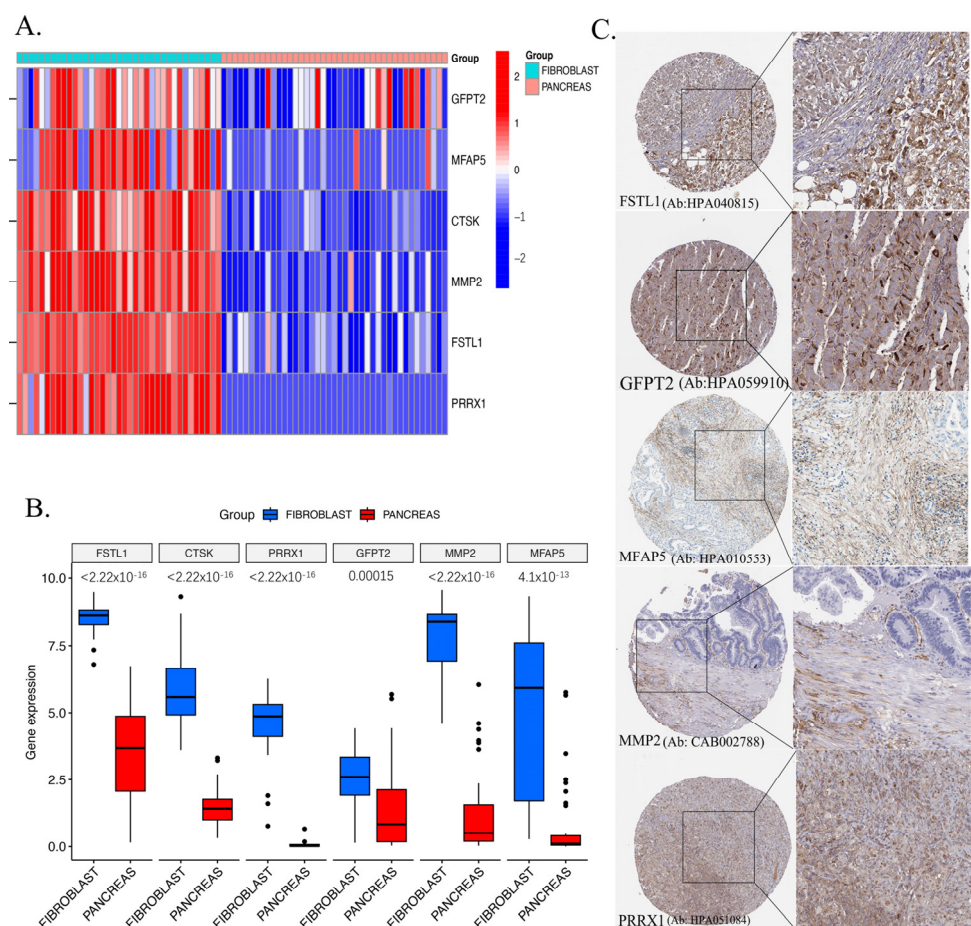 A.
Group
GFPT2
MFAP5
CTSK
MMP2
FSTL1
PRRX1
2
1
0
−1
−2
Group
FIBROBLAST
PANCREAS
B.
Group FIBROBLAST PANCREAS
FSTL1 CTSK PRRX1 GFPT2 MMP2 MFAP5
<2.22x10⁻¹⁶ <2.22x10⁻¹⁶ <2.22x10⁻¹⁶ 0.00015 <2.22x10⁻¹⁶ 4.1x10⁻¹³
Gene expression
10.0
7.5
5.0
2.5
0.0
FIBROBLAST PANCREAS FIBROBLAST PANCREAS FIBROBLAST PANCREAS FIBROBLAST PANCREAS FIBROBLAST PANCREAS FIBROBLAST PANCREAS
C.
FSTL1 (Ab:HPA040815)
GFPT2 (Ab:HPA059910)
MFAP5 (Ab: HPA010553)
MMP2 (Ab: CAB002788)
PRRX1 (Ab: HPA051084)